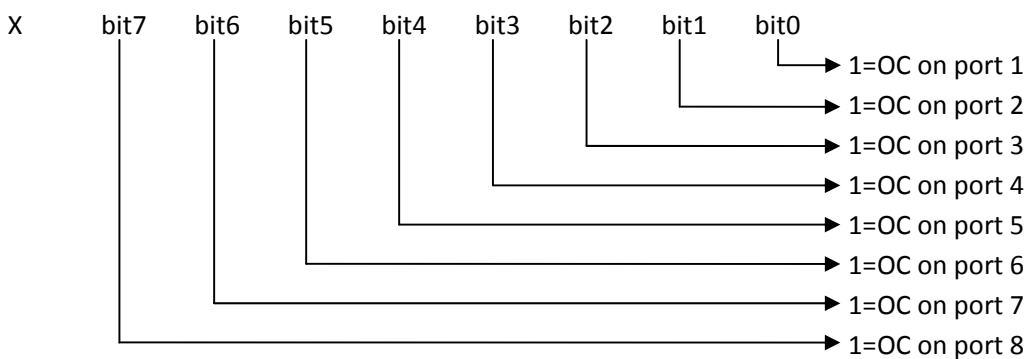 X bit7 bit6 bit5 bit4 bit3 bit2 bit1 bit0
1=OC on port 1
1=OC on port 2
1=OC on port 3
1=OC on port 4
1=OC on port 5
1=OC on port 6
1=OC on port 7
1=OC on port 8